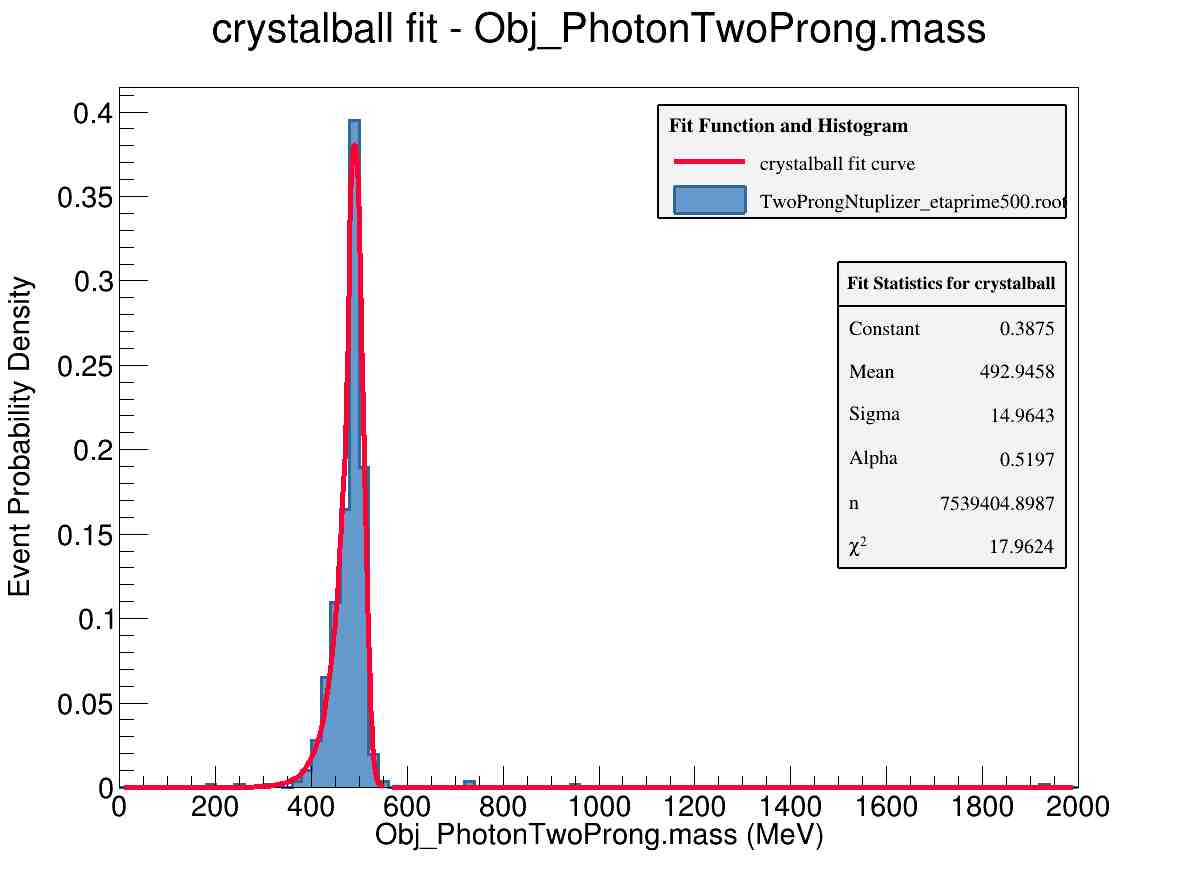 crystalball fit - Obj_PhotonTwoProng.mass
Event Probability Density
0.4
0.35
0.3
0.25
0.2
0.15
0.1
0.05
0
0 200 400 600 800 1000 1200 1400 1600 1800 2000
Obj_PhotonTwoProng.mass (MeV)
Fit Function and Histogram
crystalball fit curve
TwoProngNtuplizer_etaprime500.root
Fit Statistics for crystalball
Constant 0.3875
Mean 492.9458
Sigma 14.9643
Alpha 0.5197
n 7539404.8987
χ² 17.9624